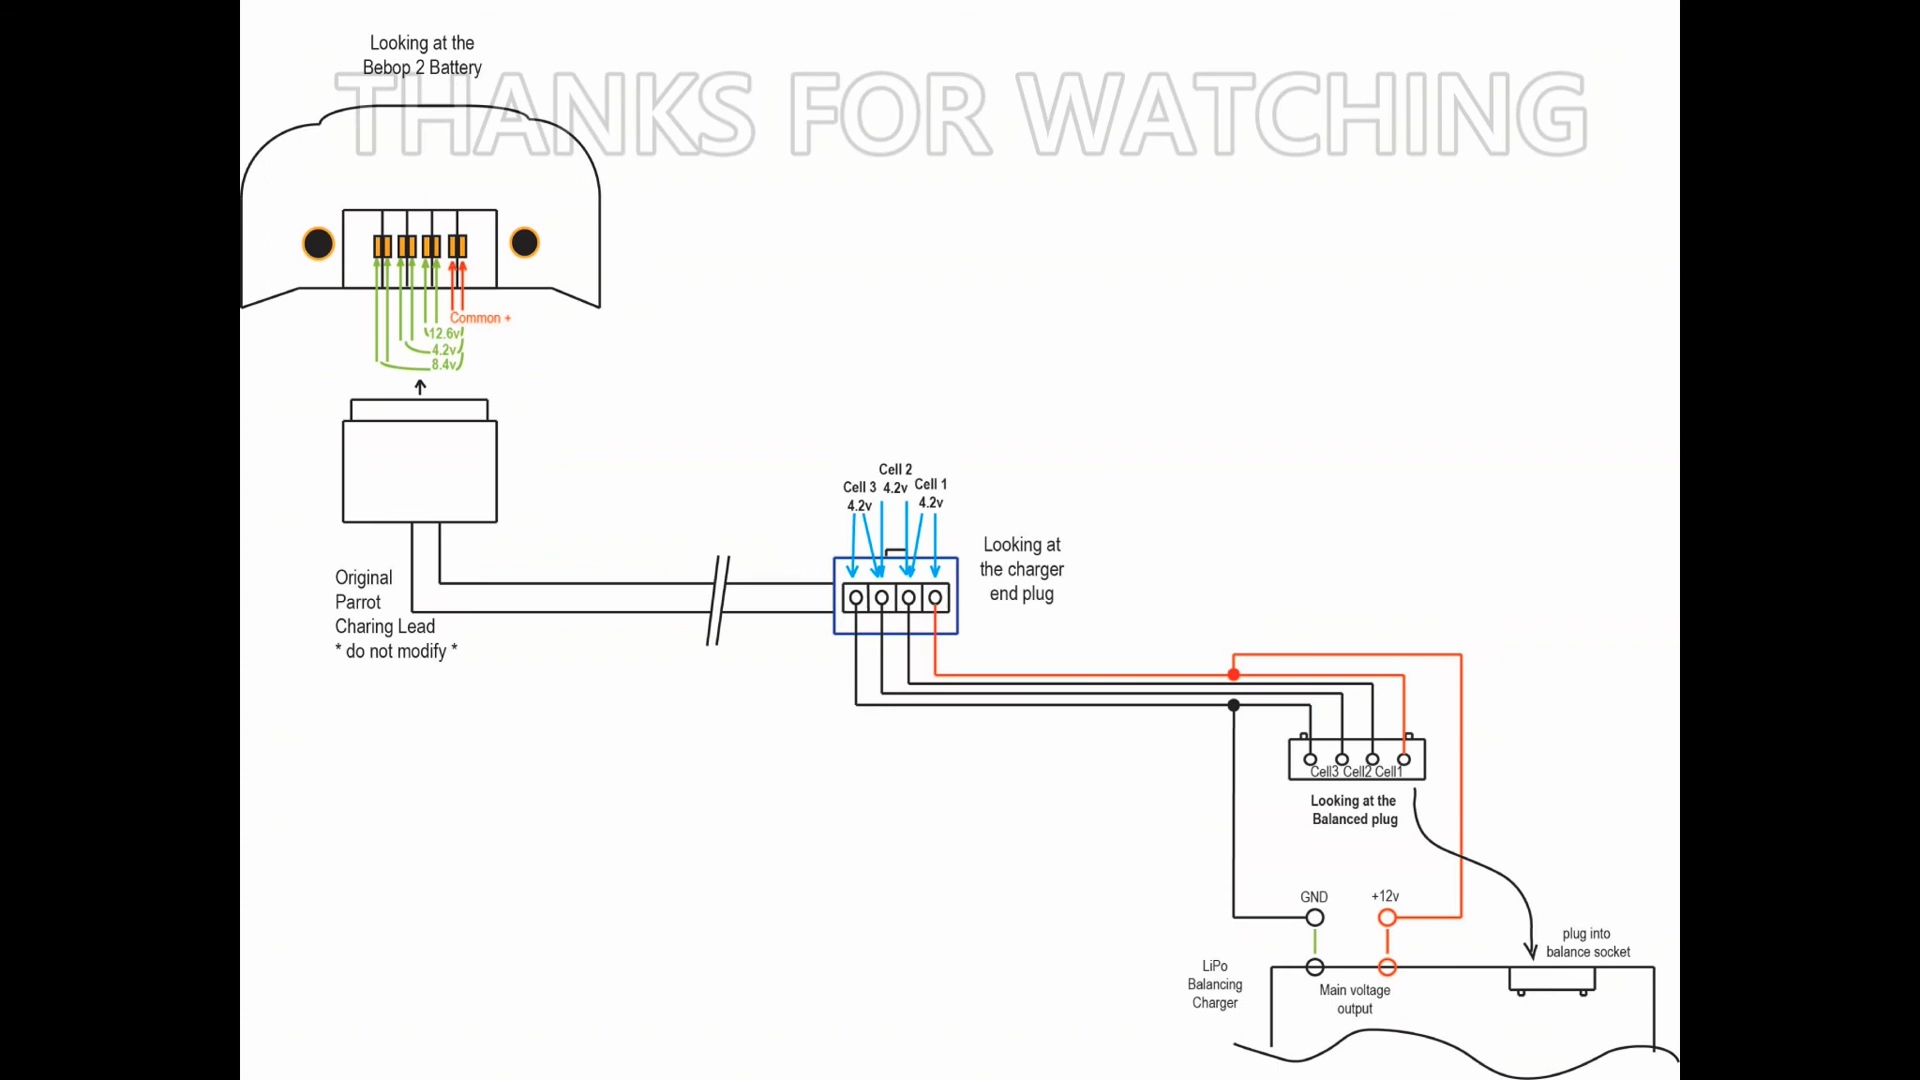 Looking at the
Bebop 2 Battery
THANKS FOR WATCHING
Common +
12.6v
4.2v
8.4v
Cell 2
Cell 3 4.2v Cell 1
4.2v 4.2v
Looking at
the charger
end plug
Original
Parrot
Charing Lead
* do not modify *
Cell3 Cell2 Cell1
Looking at the
Balanced plug
GND +12v
plug into
balance socket
LiPo
Balancing
Charger
Main voltage
output